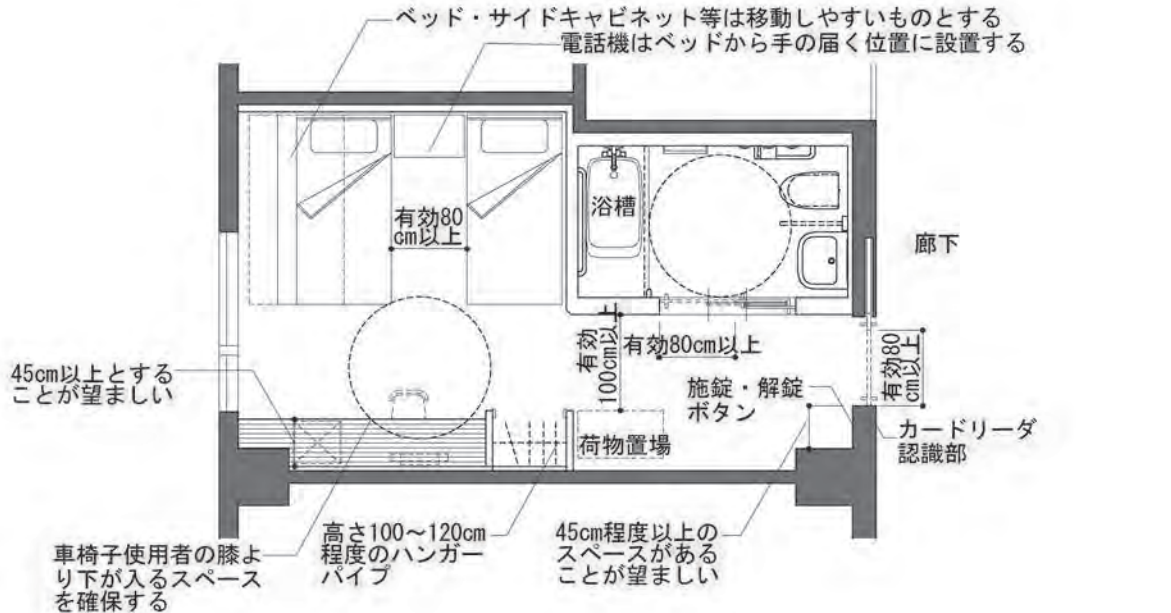 ベッド・サイドキャビネット等は移動しやすいものとする
電話機はベッドから手の届く位置に設置する
有効80
cm以上
浴槽
廊下
有効
100cm以上
有効80cm以上
有効80
cm以上
45cm以上とする
ことが望ましい
施錠・解錠
ボタン
カードリーダ
認識部
荷物置場
車椅子使用者の膝よ
り下が入るスペース
を確保する
高さ100～120cm
程度のハンガー
パイプ
45cm程度以上の
スペースがある
ことが望ましい